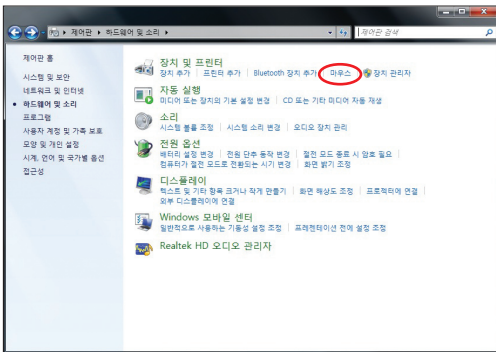 제어판 ▸ 하드웨어 및 소리 ▸
제어판 검색
제어판 홈
시스템 및 보안
네트워크 및 인터넷
하드웨어 및 소리
프로그램
사용자 계정 및 가족 보호
모양 및 개인 설정
시계, 언어 및 국가별 옵션
접근성
장치 및 프린터
장치 추가 | 프린터 추가 | Bluetooth 장치 추가 | 마우스 | 장치 관리자
자동 실행
미디어 또는 장치의 기본 설정 변경 | CD 또는 기타 미디어 자동 재생
소리
시스템 볼륨 조정 | 시스템 소리 변경 | 오디오 장치 관리
전원 옵션
배터리 설정 변경 | 전원 단추 동작 변경 | 절전 모드 종료 시 암호 필요 |
컴퓨터가 절전 모드로 전환되는 시기 변경 | 화면 밝기 조정
디스플레이
텍스트 및 기타 항목 크거나 작게 만들기 | 화면 해상도 조정 | 프로젝터에 연결 |
외부 디스플레이에 연결
Windows 모바일 센터
일반적으로 사용하는 기동성 설정 조정 | 프레젠테이션 전에 설정 조정
Realtek HD 오디오 관리자